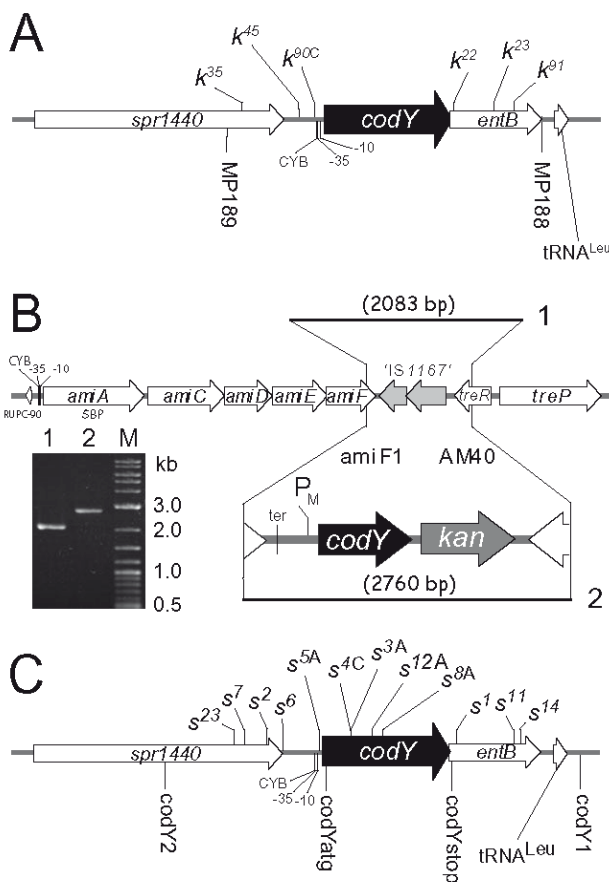 A
k45
k90C
k35
k22
k23
k91
spr1440
codY
entB
CYB
-35
-10
MP189
MP188
tRNALeu
B
(2083 bp)
1
'IS1167'
CYB
-35
-10
amiA
amiC
amiD
amiE
amiF
treR
treP
RUPC-90
SBP
1 2 M
kb
3.0
2.0
1.0
0.5
amiF1
AM40
PM
ter
codY
kan
(2760 bp)
2
C
s5A
s4C
s3A
s12A
s8A
s23
s7
s2
s6
s1
s11
s14
spr1440
codY
entB
CYB
-35
-10
codY2
codYatg
codYstop
tRNALeu
codY1